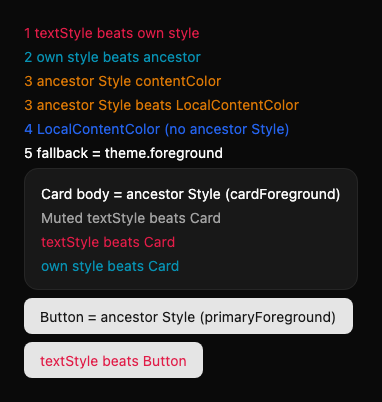 1 textStyle beats own style
2 own style beats ancestor
3 ancestor Style contentColor
3 ancestor Style beats LocalContentColor
4 LocalContentColor (no ancestor Style)
5 fallback = theme.foreground
Card body = ancestor Style (cardForeground)
Muted textStyle beats Card
textStyle beats Card
own style beats Card
Button = ancestor Style (primaryForeground)
textStyle beats Button